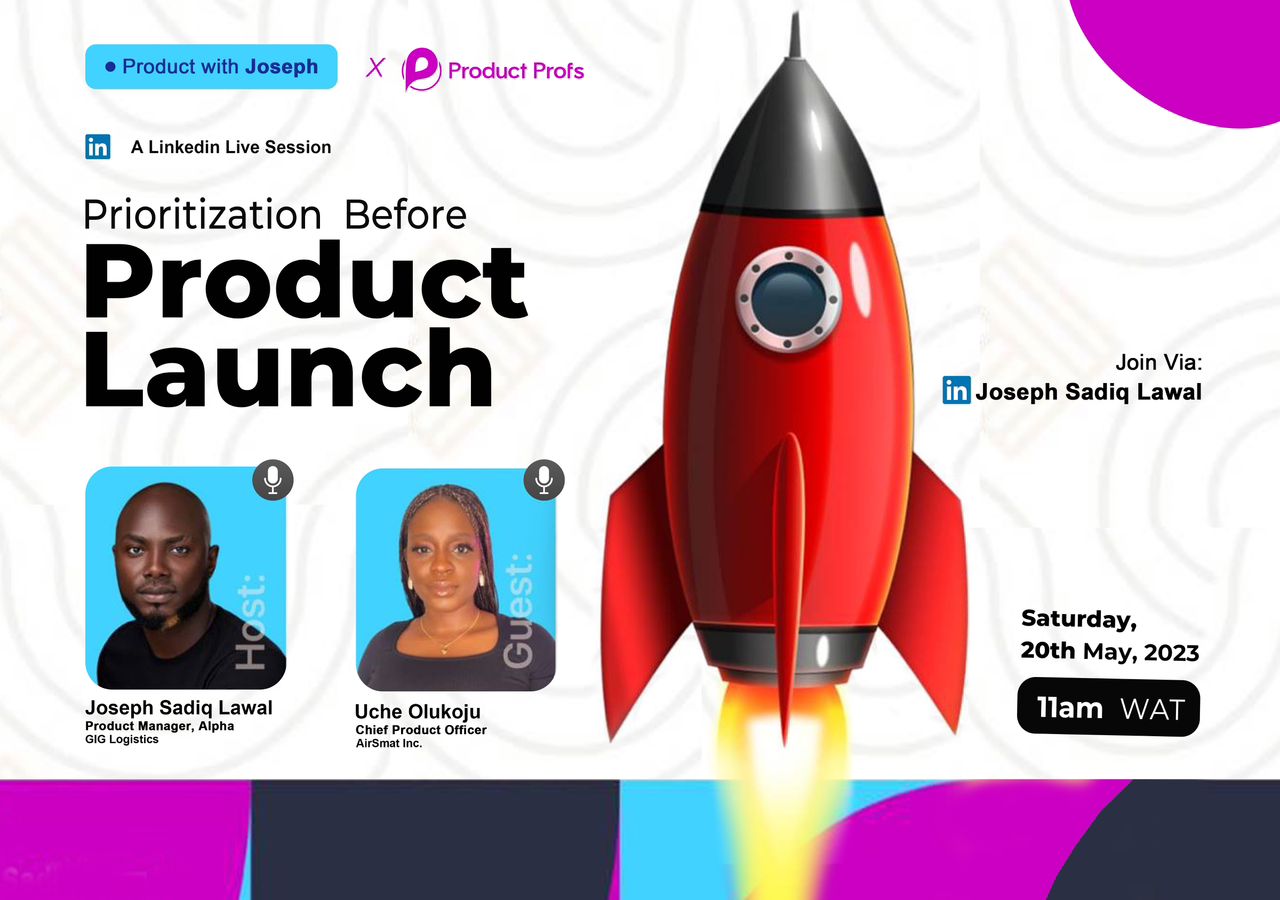 • Product with Joseph
X
Product Profs
in
A Linkedin Live Session
Prioritization Before
Product
Launch
Join Via:
in Joseph Sadiq Lawal
Host:
Guest:
Joseph Sadiq Lawal
Product Manager, Alpha
GIG Logistics
Uche Olukoju
Chief Product Officer
AirSmat Inc.
Saturday,
20th May, 2023
11am WAT